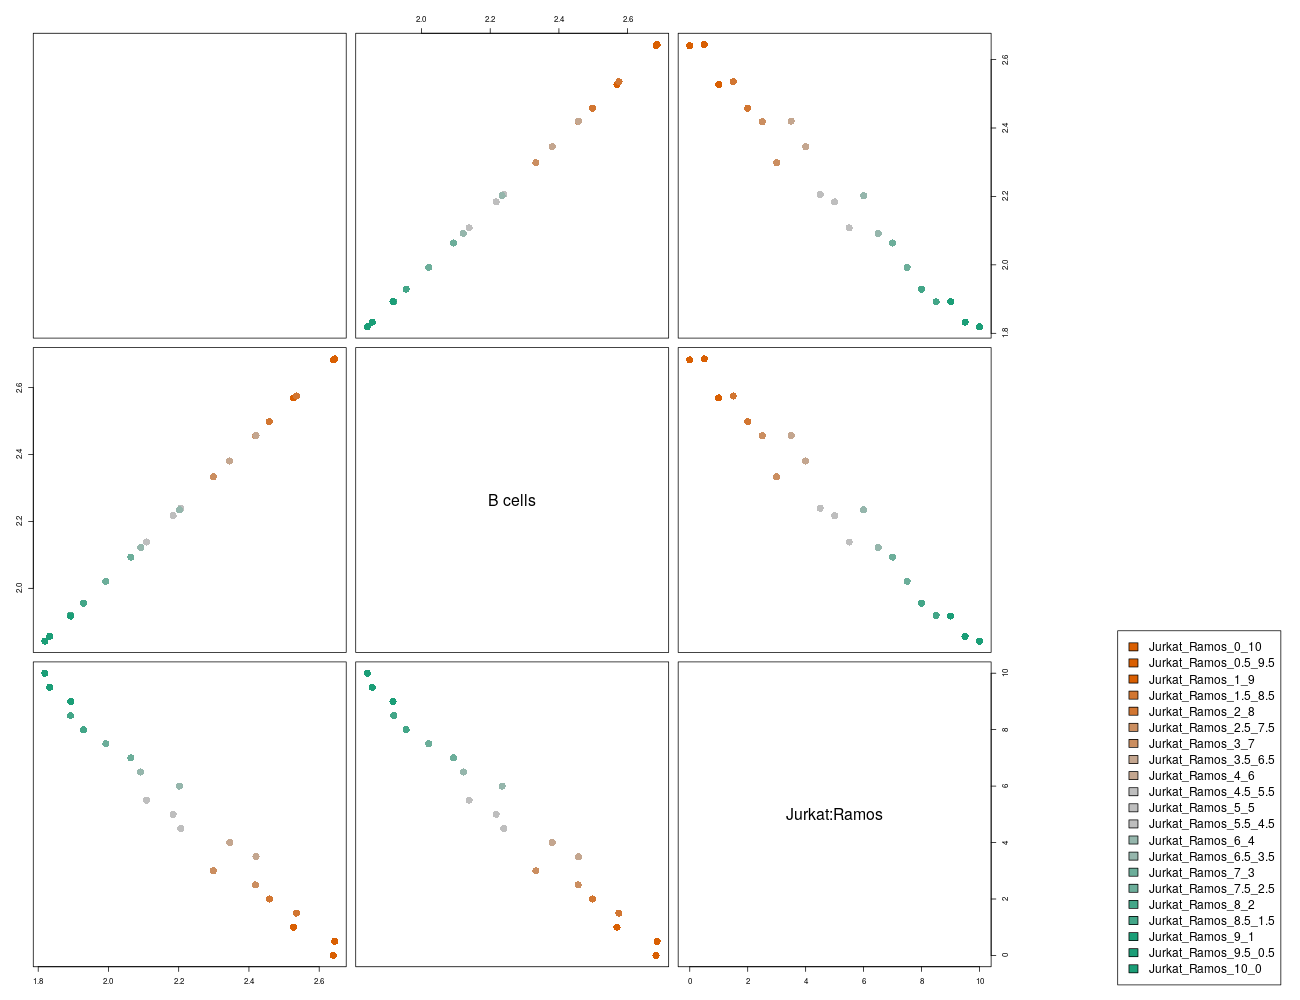 2.0 2.2 2.4 2.6
2.6
2.4
2.2
2.0
1.8
2.6
2.4
2.2
2.0
B cells
Jurkat:Ramos
10
8
6
4
2
0
1.8 2.0 2.2 2.4 2.6
0 2 4 6 8 10
Jurkat_Ramos_0_10
Jurkat_Ramos_0.5_9.5
Jurkat_Ramos_1_9
Jurkat_Ramos_1.5_8.5
Jurkat_Ramos_2_8
Jurkat_Ramos_2.5_7.5
Jurkat_Ramos_3_7
Jurkat_Ramos_3.5_6.5
Jurkat_Ramos_4_6
Jurkat_Ramos_4.5_5.5
Jurkat_Ramos_5_5
Jurkat_Ramos_5.5_4.5
Jurkat_Ramos_6_4
Jurkat_Ramos_6.5_3.5
Jurkat_Ramos_7_3
Jurkat_Ramos_7.5_2.5
Jurkat_Ramos_8_2
Jurkat_Ramos_8.5_1.5
Jurkat_Ramos_9_1
Jurkat_Ramos_9.5_0.5
Jurkat_Ramos_10_0